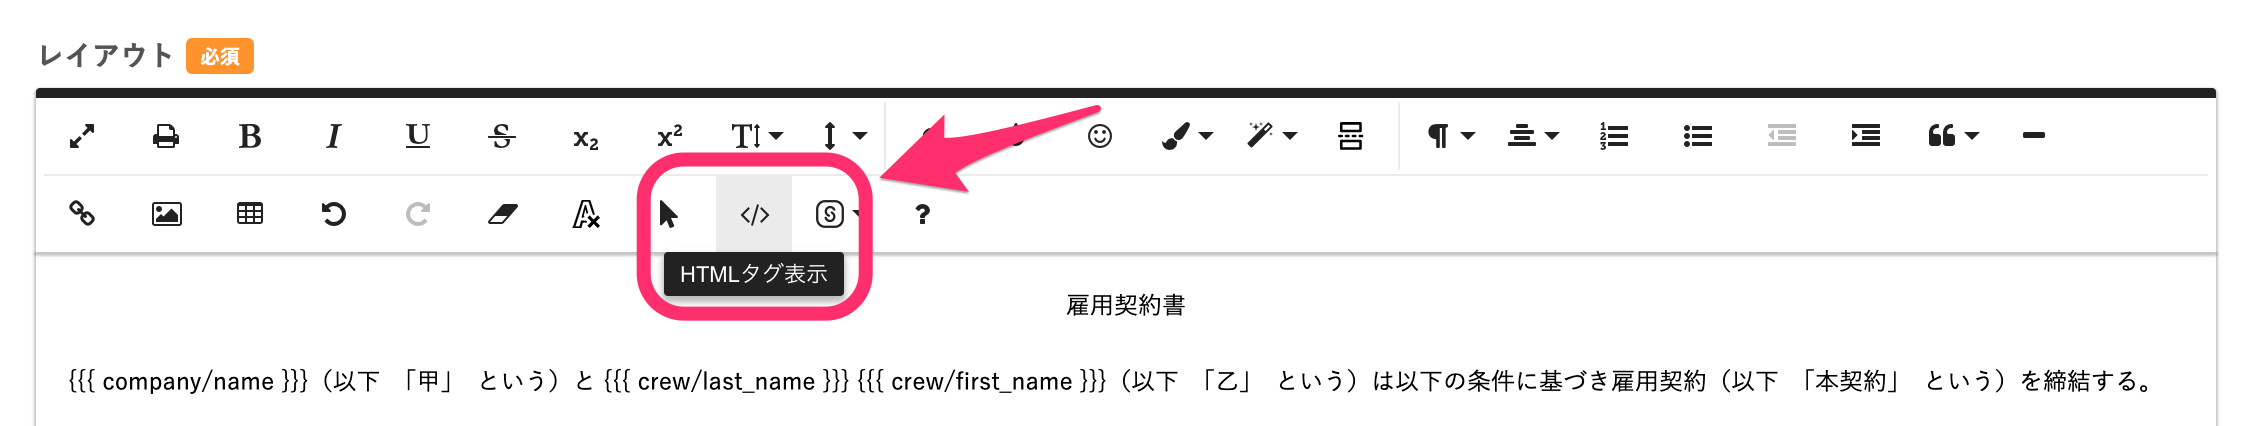 レイアウト 必須
B I U S x₂ x² T
</>
?
HTMLタグ表示
雇用契約書
{{{ company/name }}}（以下 「甲」 という）と {{{ crew/last_name }}} {{{ crew/first_name }}}（以下 「乙」 という）は以下の条件に基づき雇用契約（以下 「本契約」 という）を締結する。